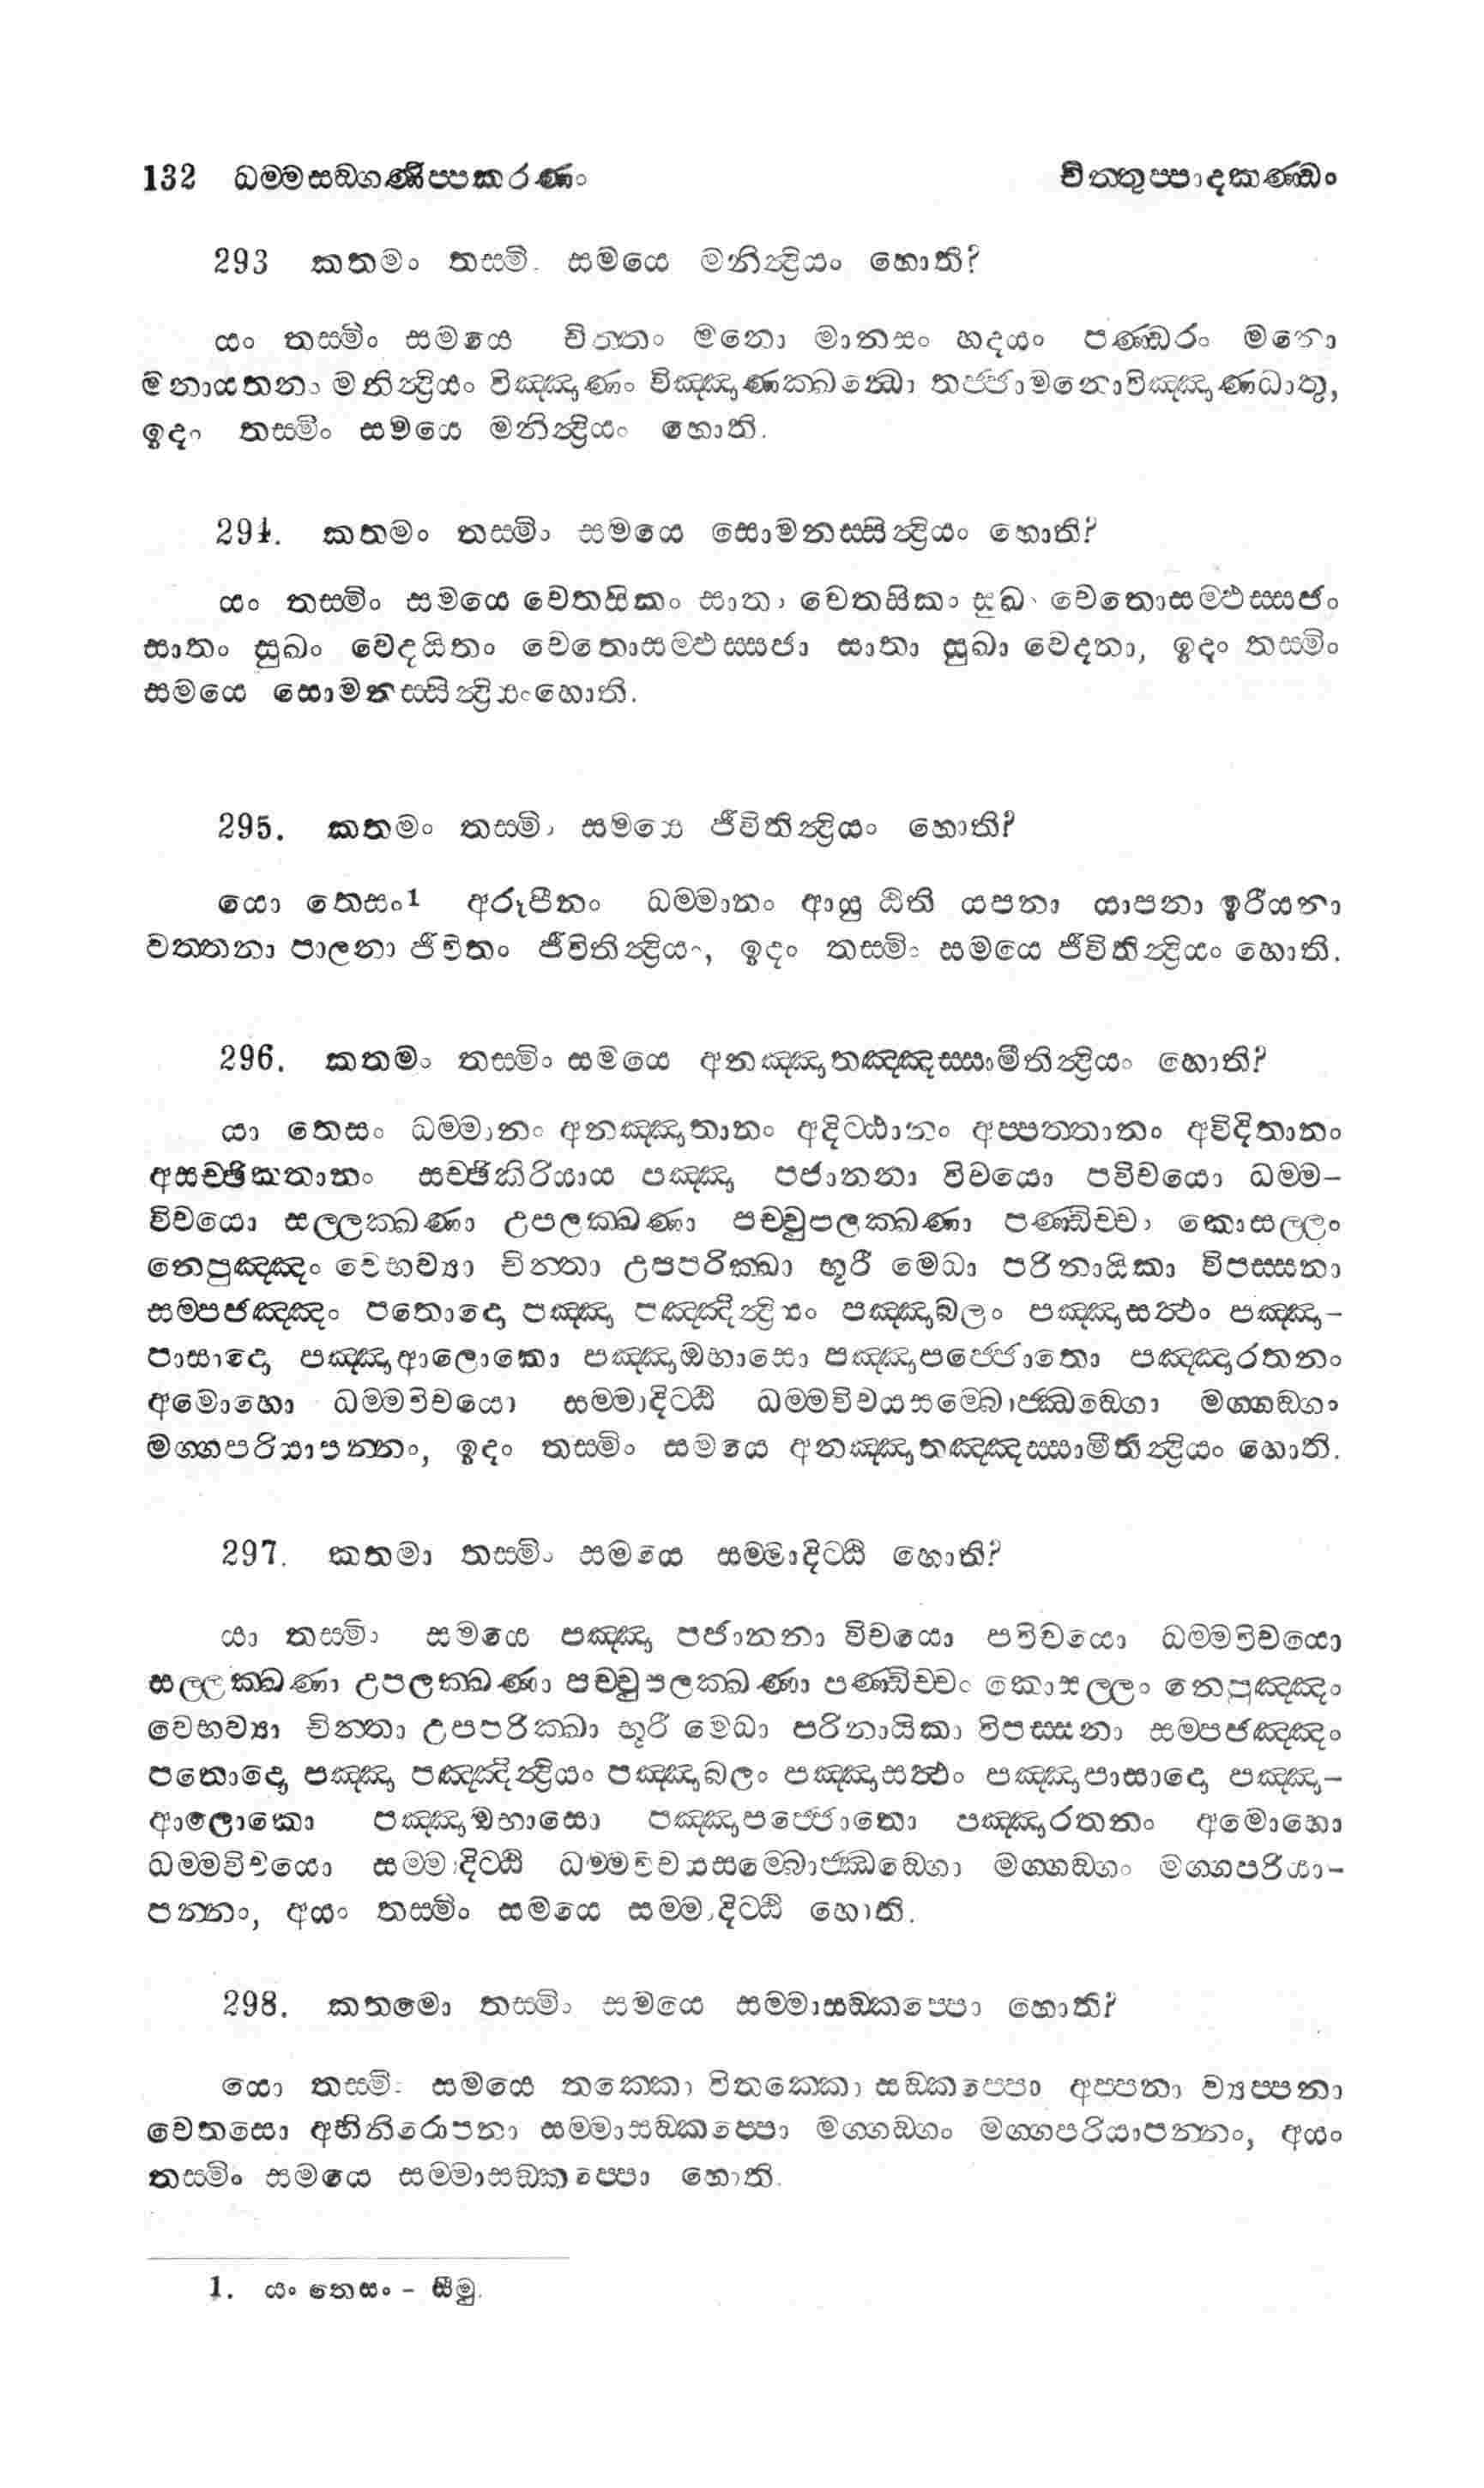 132 ධම්මසඞ්ගණිප්පකරණං චිත්තුප්පාදකණ්ඩං
293 කතමං තස්මිං සමයෙ මනින්ද්‍රියං හොති?
යං තස්මිං සමයෙ චිත්තං මනො මානසං හදයං පණ්ඩරං මනො
මනායතනං මනින්ද්‍රියං විඤ්ඤාණං විඤ්ඤාණක්ඛන්ධො තජ්ජාමනොවිඤ්ඤාණධාතු,
ඉදං තස්මිං සමයෙ මනින්ද්‍රියං හොති.
294. කතමං තස්මිං සමයෙ සොමනස්සින්ද්‍රියං හොති?
යං තස්මිං සමයෙ චෙතසිකං සාතං චෙතසිකං සුඛං චෙතොසම්ඵස්සජං
සාතං සුඛං වෙදයිතං චෙතොසම්ඵස්සජා සාතා සුඛා වෙදනා, ඉදං තස්මිං
සමයෙ සොමනස්සින්ද්‍රියං හොති.
295. කතමං තස්මිං සමයෙ ජීවිතින්ද්‍රියං හොති?
යො තෙසං1 අරූපීනං ධම්මානං ආයු ඨිති යපනා යාපනා ඉරීයනා
වත්තනා පාලනා ජීවිතං ජීවිතින්ද්‍රියං, ඉදං තස්මිං සමයෙ ජීවිතින්ද්‍රියං හොති.
296. කතමං තස්මිං සමයෙ අනඤ්ඤාතඤ්ඤස්සාමීතින්ද්‍රියං හොති?
යා තෙසං ධම්මානං අනඤ්ඤාතානං අදිට්ඨානං අප්පත්තානං අවිදිතානං
අසච්ඡිකතානං සච්ඡිකිරියාය පඤ්ඤා පජානනා විචයො පවිචයො ධම්ම-
විචයො සල්ලක්ඛණා උපලක්ඛණා පච්චුපලක්ඛණා පණ්ඩිච්චං කොසල්ලං
නෙපුඤ්ඤං වෙභව්‍යා චින්තා උපපරික්ඛා භූරී මෙධා පරිනායිකා විපස්සනා
සම්පජඤ්ඤං පතොදො පඤ්ඤා පඤ්ඤින්ද්‍රියං පඤ්ඤාබලං පඤ්ඤාසත්ථං පඤ්ඤා-
පාසාදො පඤ්ඤාආලොකො පඤ්ඤාඔභාසො පඤ්ඤාපජ්ජොතො පඤ්ඤාරතනං
අමොහො ධම්මවිචයො සම්මාදිට්ඨි ධම්මවිචයසම්බොජ්ඣඞ්ගො මග්ගඞ්ගං
මග්ගපරියාපන්නං, ඉදං තස්මිං සමයෙ අනඤ්ඤාතඤ්ඤස්සාමීතින්ද්‍රියං හොති.
297. කතමා තස්මිං සමයෙ සම්මාදිට්ඨි හොති?
යා තස්මිං සමයෙ පඤ්ඤා පජානනා විචයො පවිචයො ධම්මවිචයො
සල්ලක්ඛණා උපලක්ඛණා පච්චුපලක්ඛණා පණ්ඩිච්චං කොසල්ලං නෙපුඤ්ඤං
වෙභව්‍යා චින්තා උපපරික්ඛා භූරී මෙධා පරිනායිකා විපස්සනා සම්පජඤ්ඤං
පතොදො පඤ්ඤා පඤ්ඤින්ද්‍රියං පඤ්ඤාබලං පඤ්ඤාසත්ථං පඤ්ඤාපාසාදො පඤ්ඤා-
ආලොකො පඤ්ඤාඔභාසො පඤ්ඤාපජ්ජොතො පඤ්ඤාරතනං අමොහො
ධම්මවිචයො සම්මාදිට්ඨි ධම්මවිචයසම්බොජ්ඣඞ්ගො මග්ගඞ්ගං මග්ගපරියා-
පන්නං, අයං තස්මිං සමයෙ සම්මාදිට්ඨි හොති.
298. කතමො තස්මිං සමයෙ සම්මාසඞ්කප්පො හොති?
යො තස්මිං සමයෙ තක්කො විතක්කො සඞ්කප්පො අප්පනා ව්‍යප්පනා
චෙතසො අභිනිරොපනා සම්මාසඞ්කප්පො මග්ගඞ්ගං මග්ගපරියාපන්නං, අයං
තස්මිං සමයෙ සම්මාසඞ්කප්පො හොති.
1. යං තෙසං - සීමු.